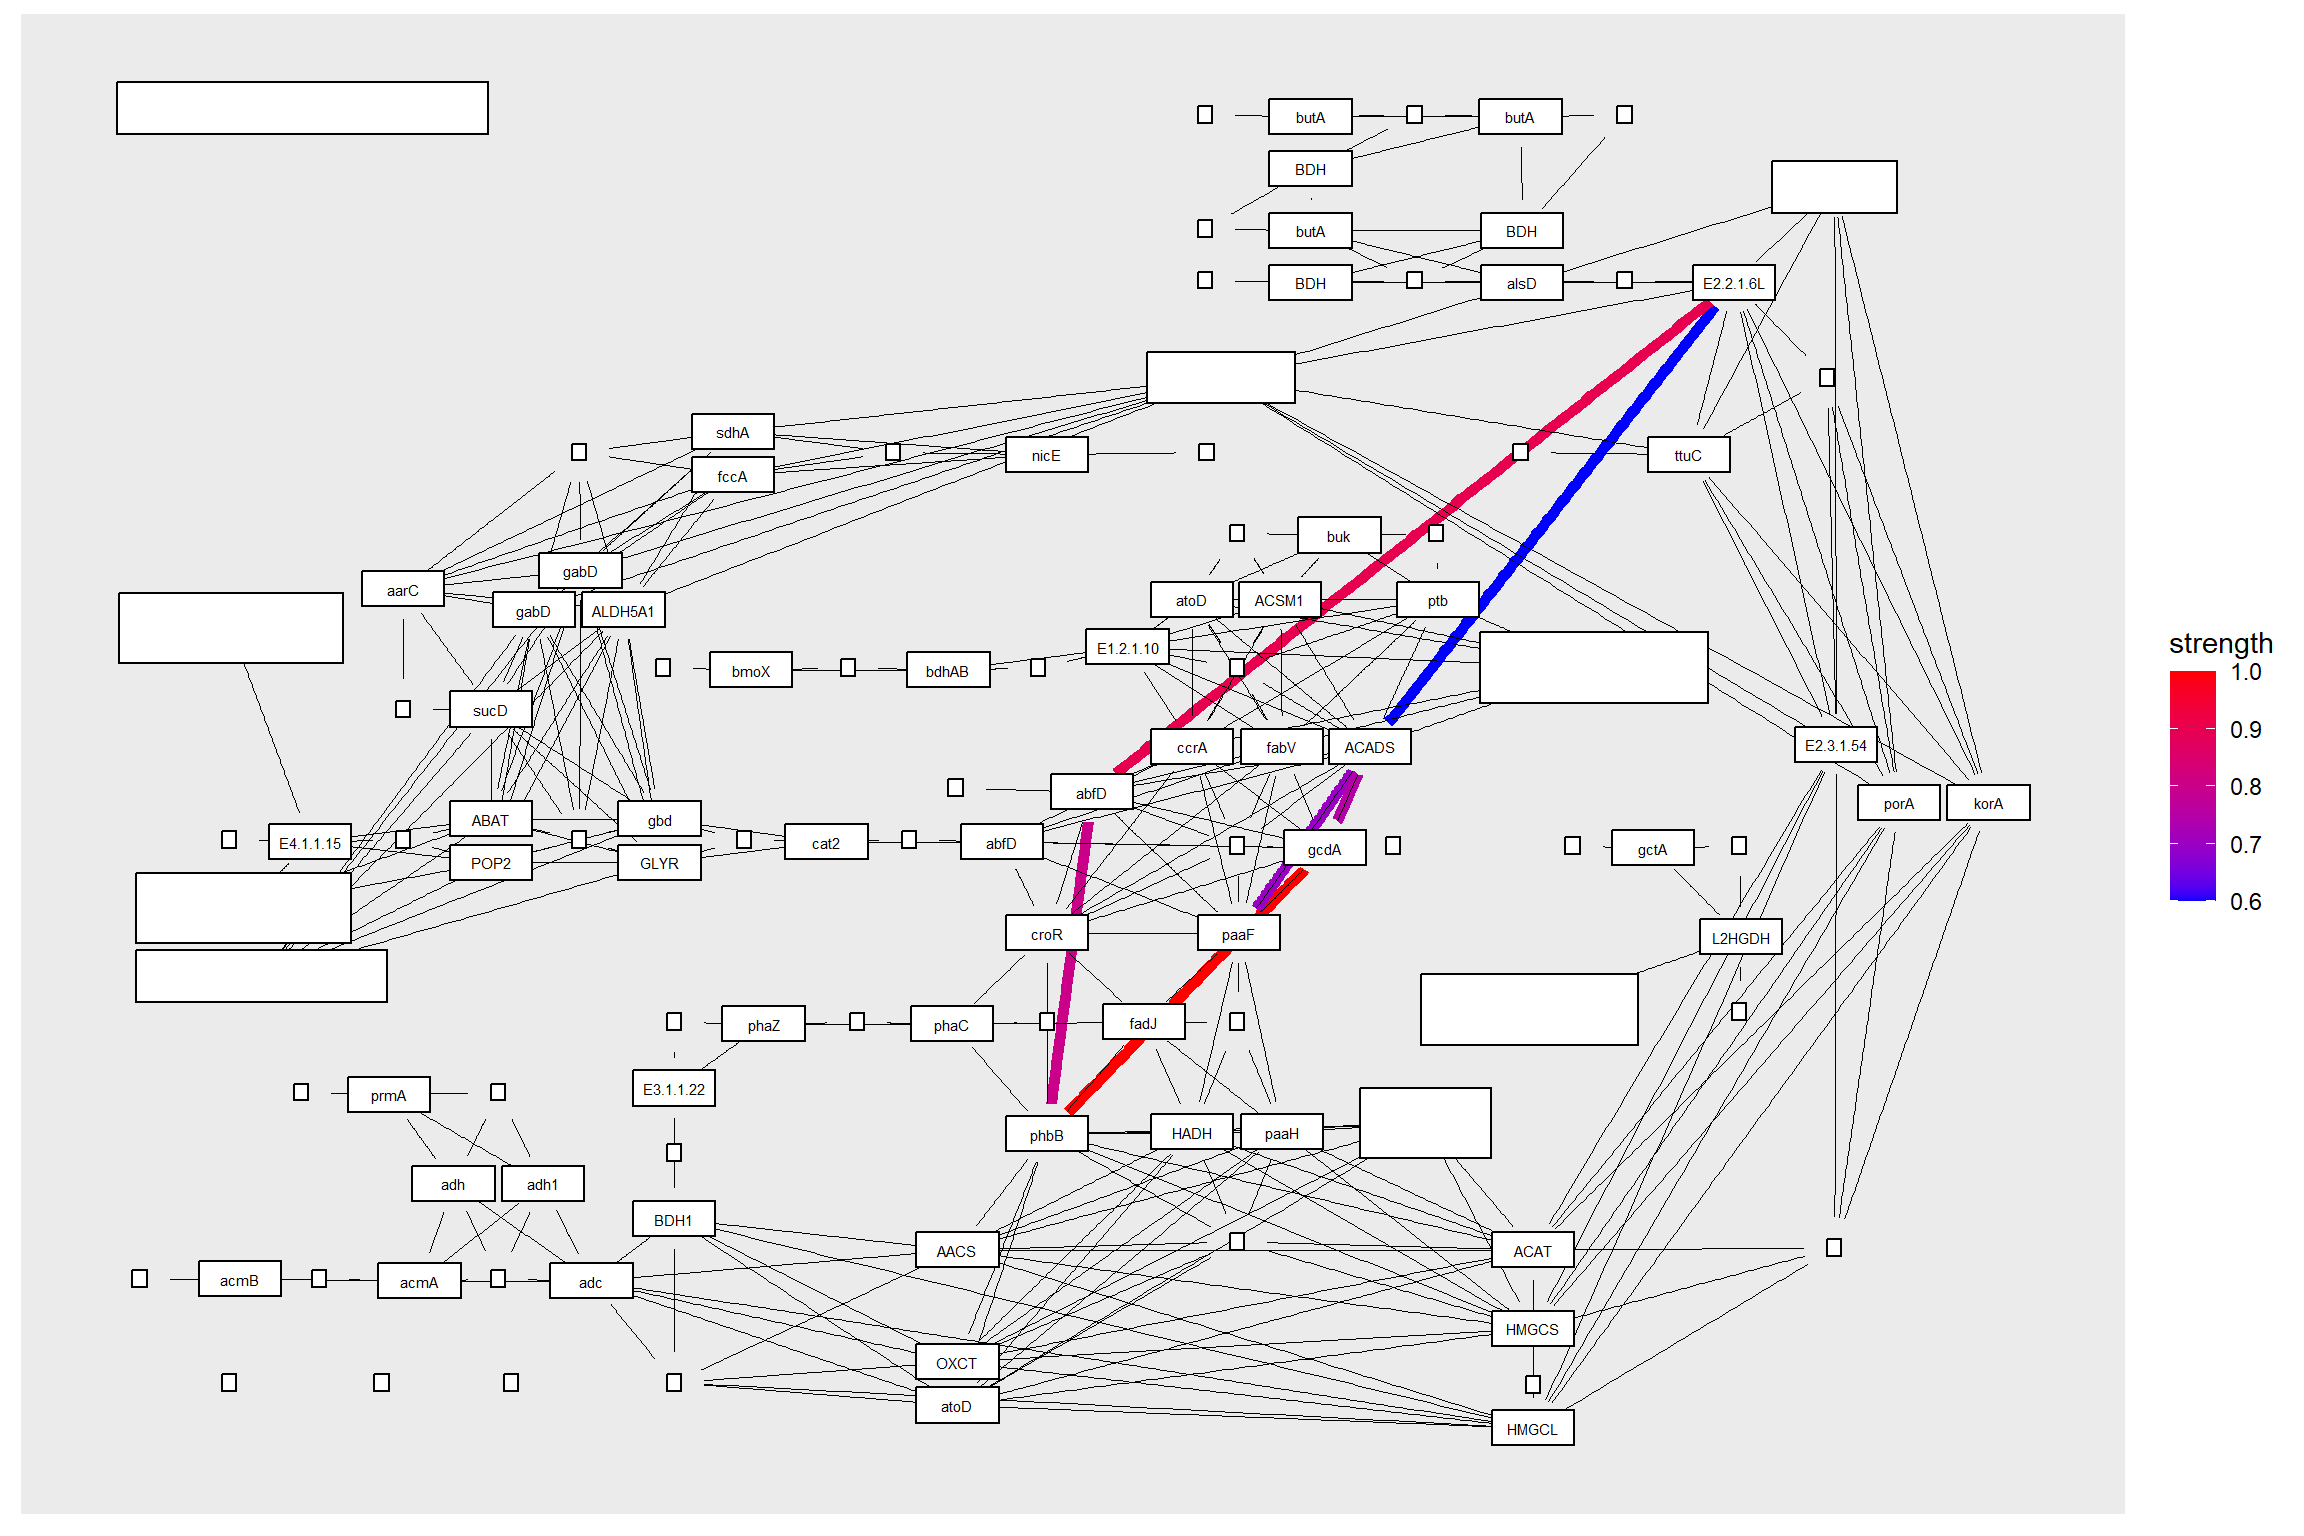 butA
butA
BDH
butA
BDH
BDH
alsD
E2.2.1.6L
sdhA
nicE
ttuC
fccA
buk
gabD
aarC
gabD
ALDH5A1
atoD
ACSM1
ptb
E1.2.1.10
bmoX
bdhAB
sucD
ccrA
fabV
ACADS
E2.3.1.54
abfD
porA
korA
ABAT
gbd
E4.1.1.15
cat2
abfD
gcdA
gctA
POP2
GLYR
croR
paaF
L2HGDH
phaZ
phaC
fadJ
E3.1.1.22
prmA
phbB
HADH
paaH
adh
adh1
BDH1
AACS
ACAT
acmB
acmA
adc
HMGCS
OXCT
atoD
HMGCL
strength
1.0
0.9
0.8
0.7
0.6